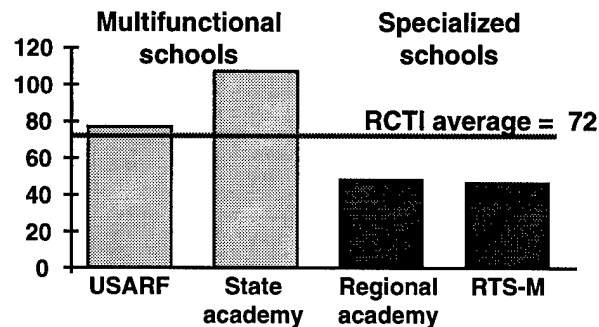 Multifunctional schools
Specialized schools
120
100
80
60
40
20
0
RCTI average = 72
USARF
State academy
Regional academy
RTS-M